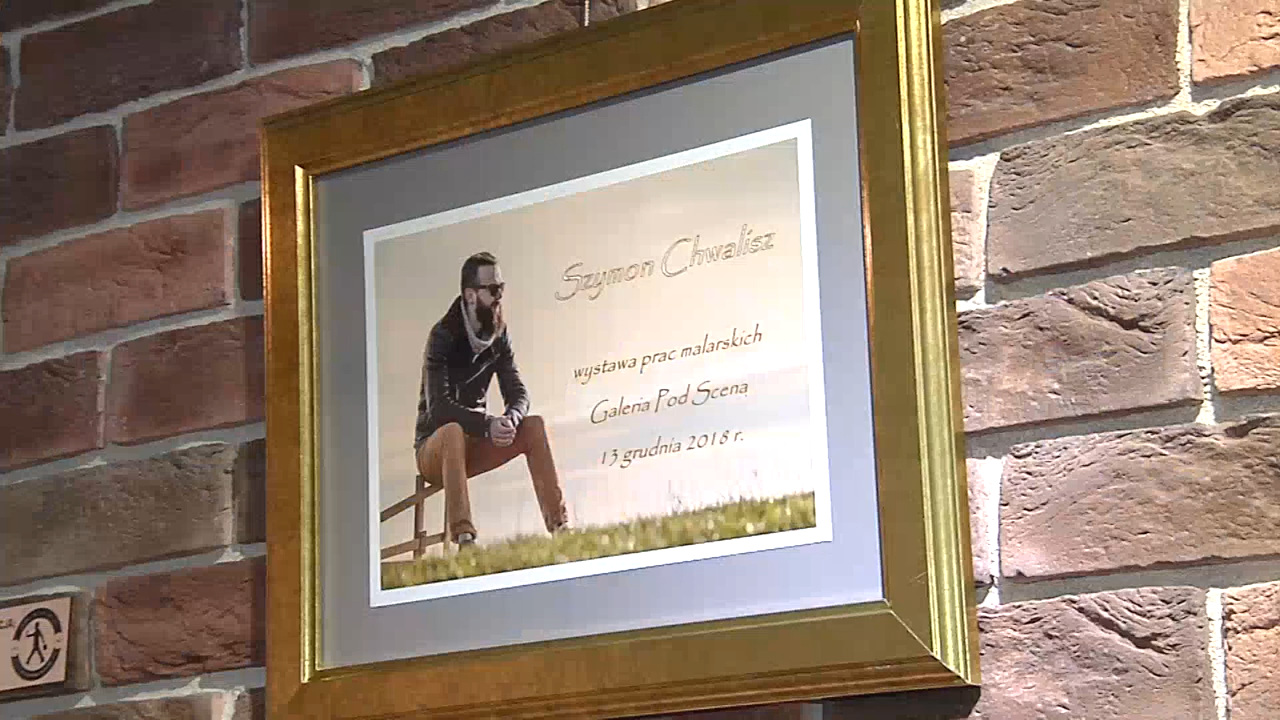 Szymon Chwalisz
wystawa prac malarskich
Galeria Pod Sceną
13 grudnia 2018 r.